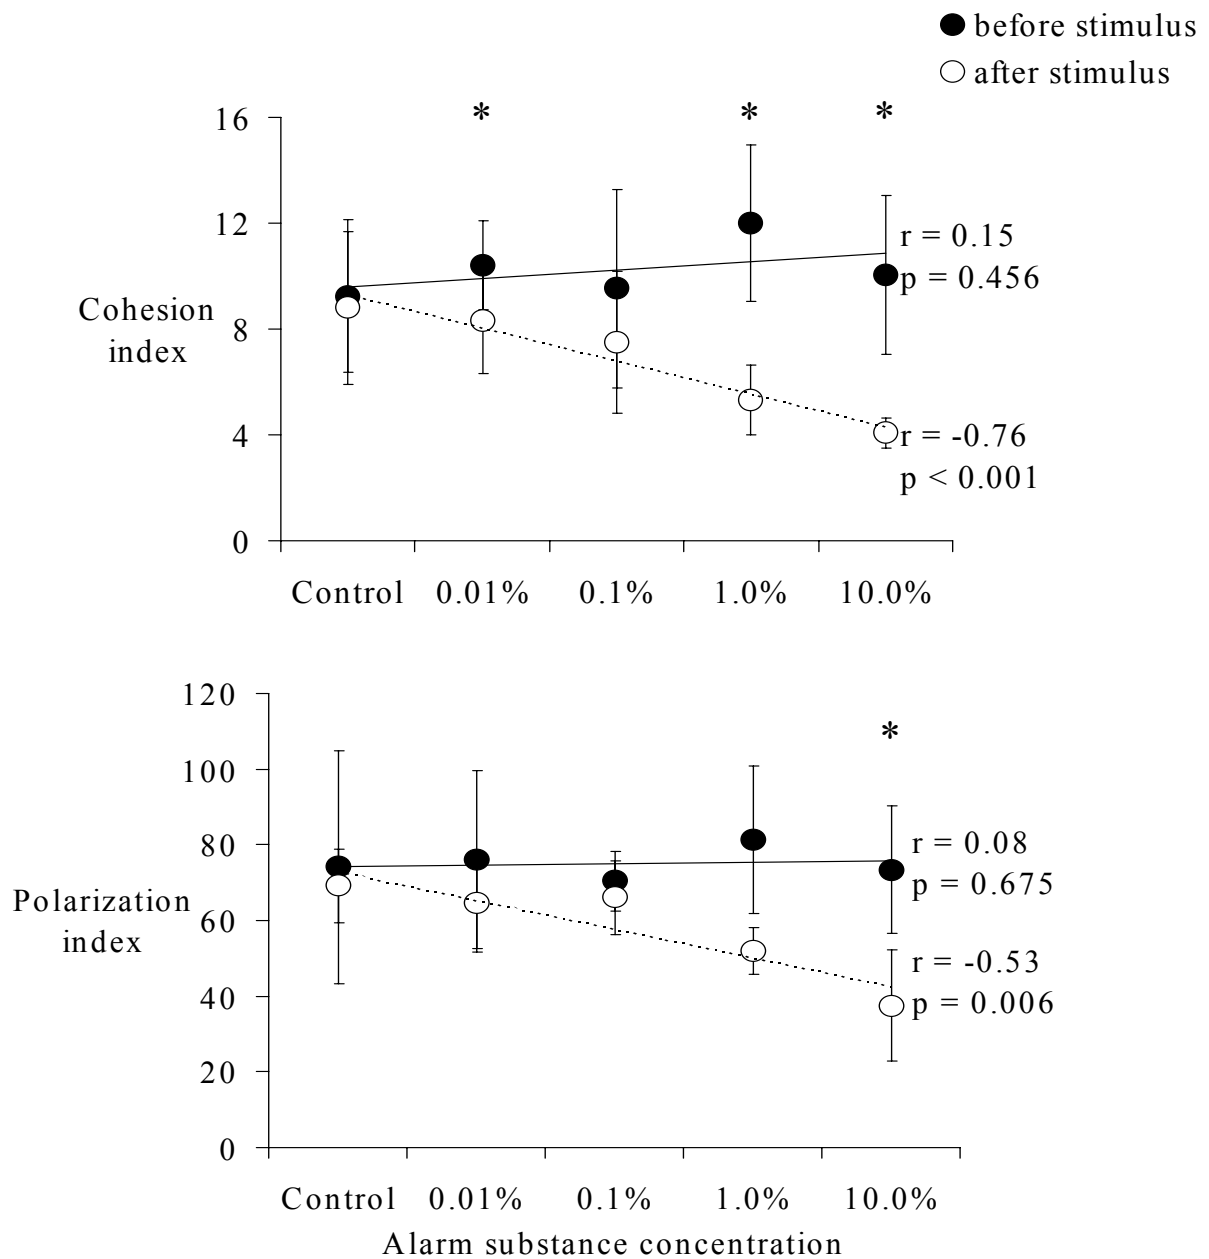 before stimulus
after stimulus
*
*
*
16
12
8
4
0
Cohesion
index
r = 0.15
p = 0.456
r = -0.76
p < 0.001
Control 0.01% 0.1% 1.0% 10.0%
120
100
80
60
40
20
0
*
Polarization
index
r = 0.08
p = 0.675
r = -0.53
p = 0.006
Control 0.01% 0.1% 1.0% 10.0%
Alarm substance concentration